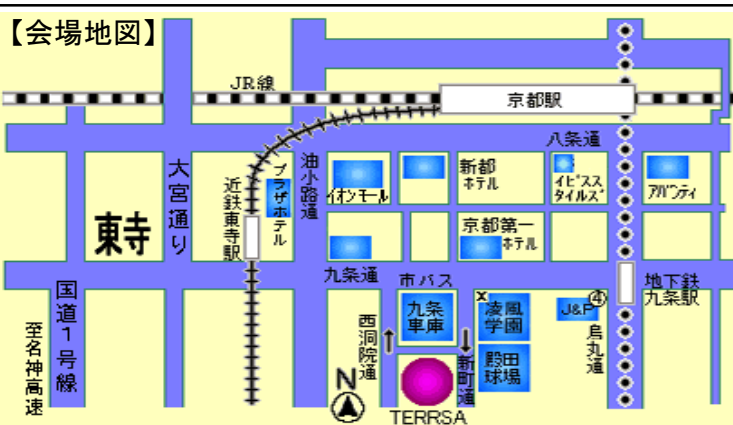 【会場地図】
JR線
京都駅
八条通
大宮通り
油小路通
プラザホテル
近鉄東寺駅
イオンモール
新都
ホテル
イビスス
タイルズ
アバンティ
東寺
京都第一
ホテル
九条通
市バス
地下鉄
九条駅
国道1号線
至名神高速
西洞院通
九条
車庫
x
凌風
学園
J&P
④
烏丸通
殿田
球場
新町通
N
TERRSA